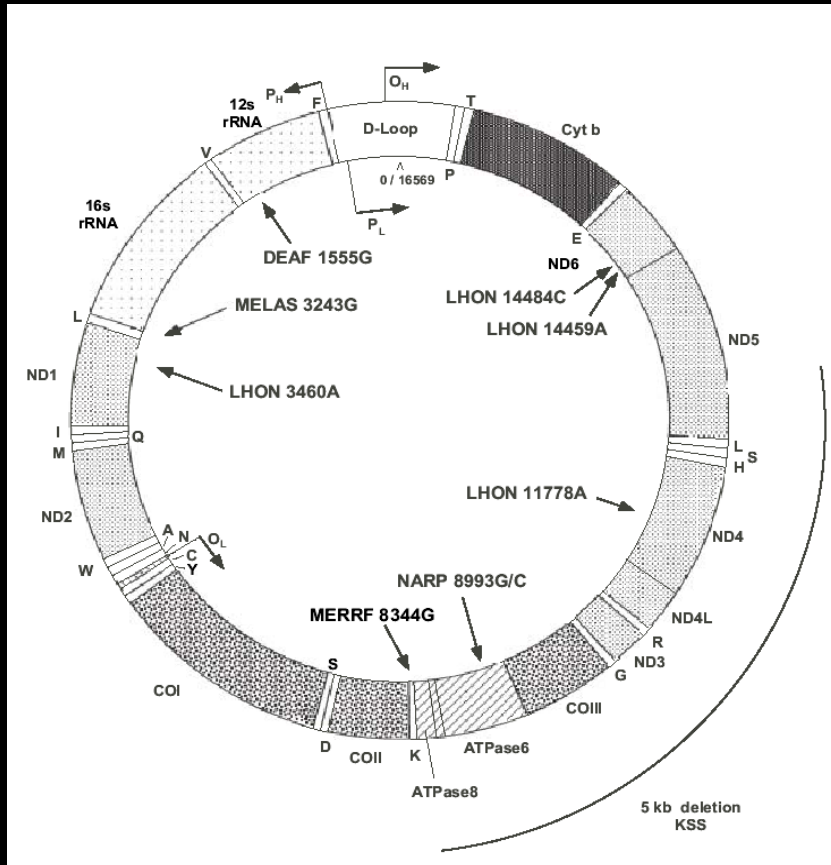 O_H
P_H
F
T
12s
rRNA
D-Loop
Cyt b
V
P
0 / 16569
16s
rRNA
P_L
E
DEAF 1555G
ND6
LHON 14484C
MELAS 3243G
LHON 14459A
L
ND5
ND1
LHON 3460A
I
Q
L
M
S
H
LHON 11778A
ND2
ND4
A
N
O_L
C
W
Y
NARP 8993G/C
MERRF 8344G
ND4L
R
ND3
S
G
COI
COIII
D
COII
K
ATPase6
ATPase8
5 kb deletion
KSS